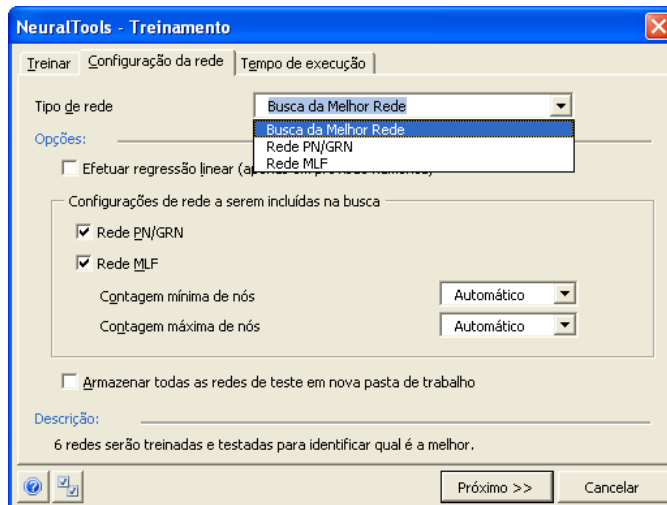 NeuralTools - Treinamento
Treinar Configuração da rede Tempo de execução
Tipo de rede Busca da Melhor Rede
Busca da Melhor Rede
Opções:
Rede PN/GRN
Efetuar regressão linear
Rede MLF
Configurações de rede a serem incluídas na busca
Rede PN/GRN
Rede MLF
Contagem mínima de nós Automático
Contagem máxima de nós Automático
Armazenar todas as redes de teste em nova pasta de trabalho
Descrição:
6 redes serão treinadas e testadas para identificar qual é a melhor.
Próximo >> Cancelar